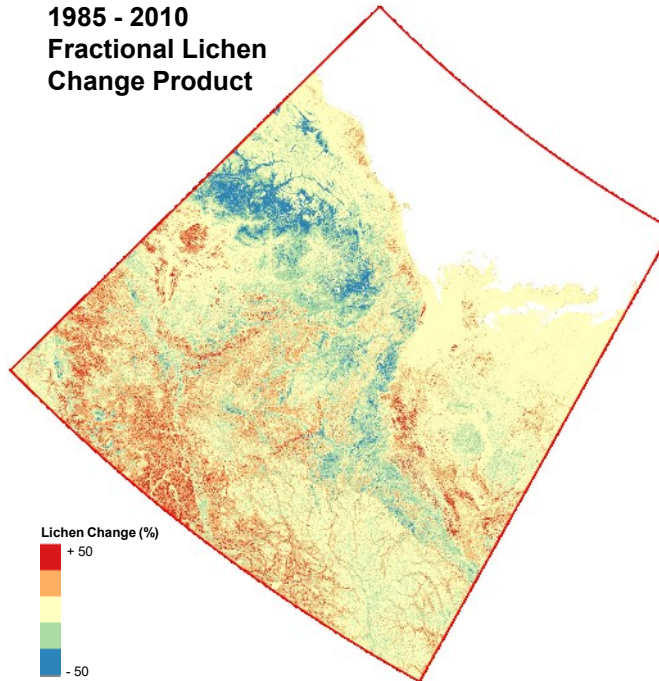 1985 - 2010
Fractional Lichen
Change Product
Lichen Change (%)
+ 50
- 50